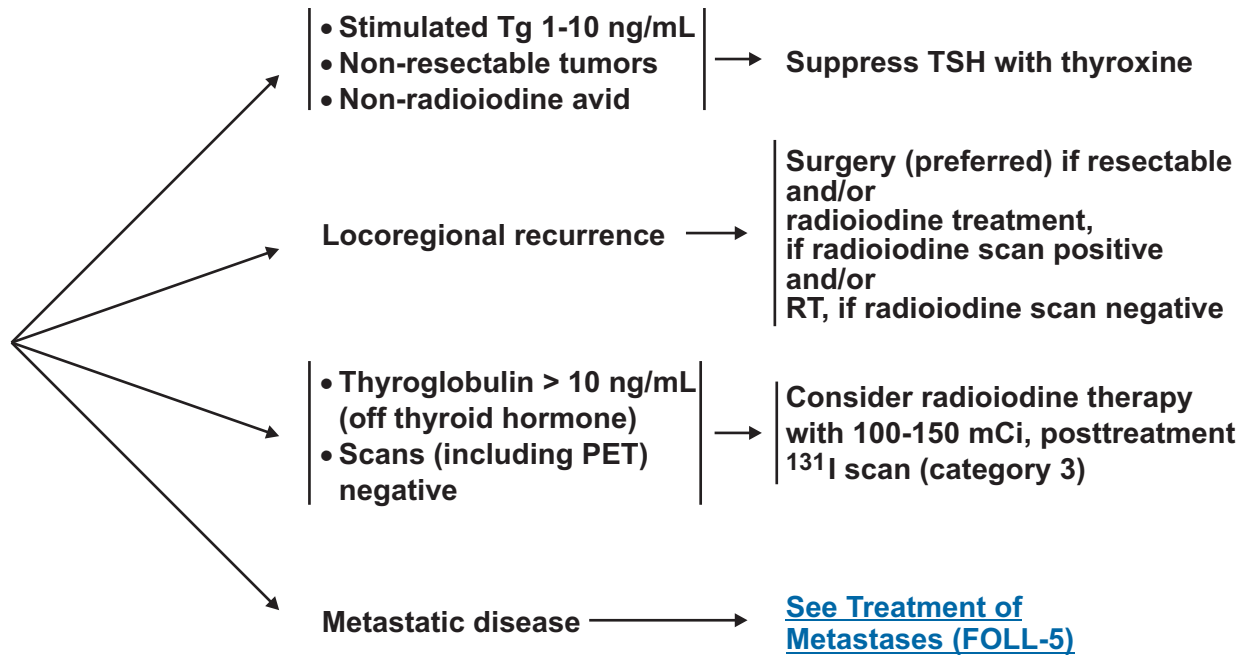 • Stimulated Tg 1-10 ng/mL
• Non-resectable tumors
• Non-radioiodine avid
Suppress TSH with thyroxine
Locoregional recurrence
Surgery (preferred) if resectable
and/or
radioiodine treatment,
if radioiodine scan positive
and/or
RT, if radioiodine scan negative
• Thyroglobulin > 10 ng/mL
(off thyroid hormone)
• Scans (including PET)
negative
Consider radioiodine therapy
with 100-150 mCi, posttreatment
¹³¹I scan (category 3)
Metastatic disease
See Treatment of
Metastases (FOLL-5)